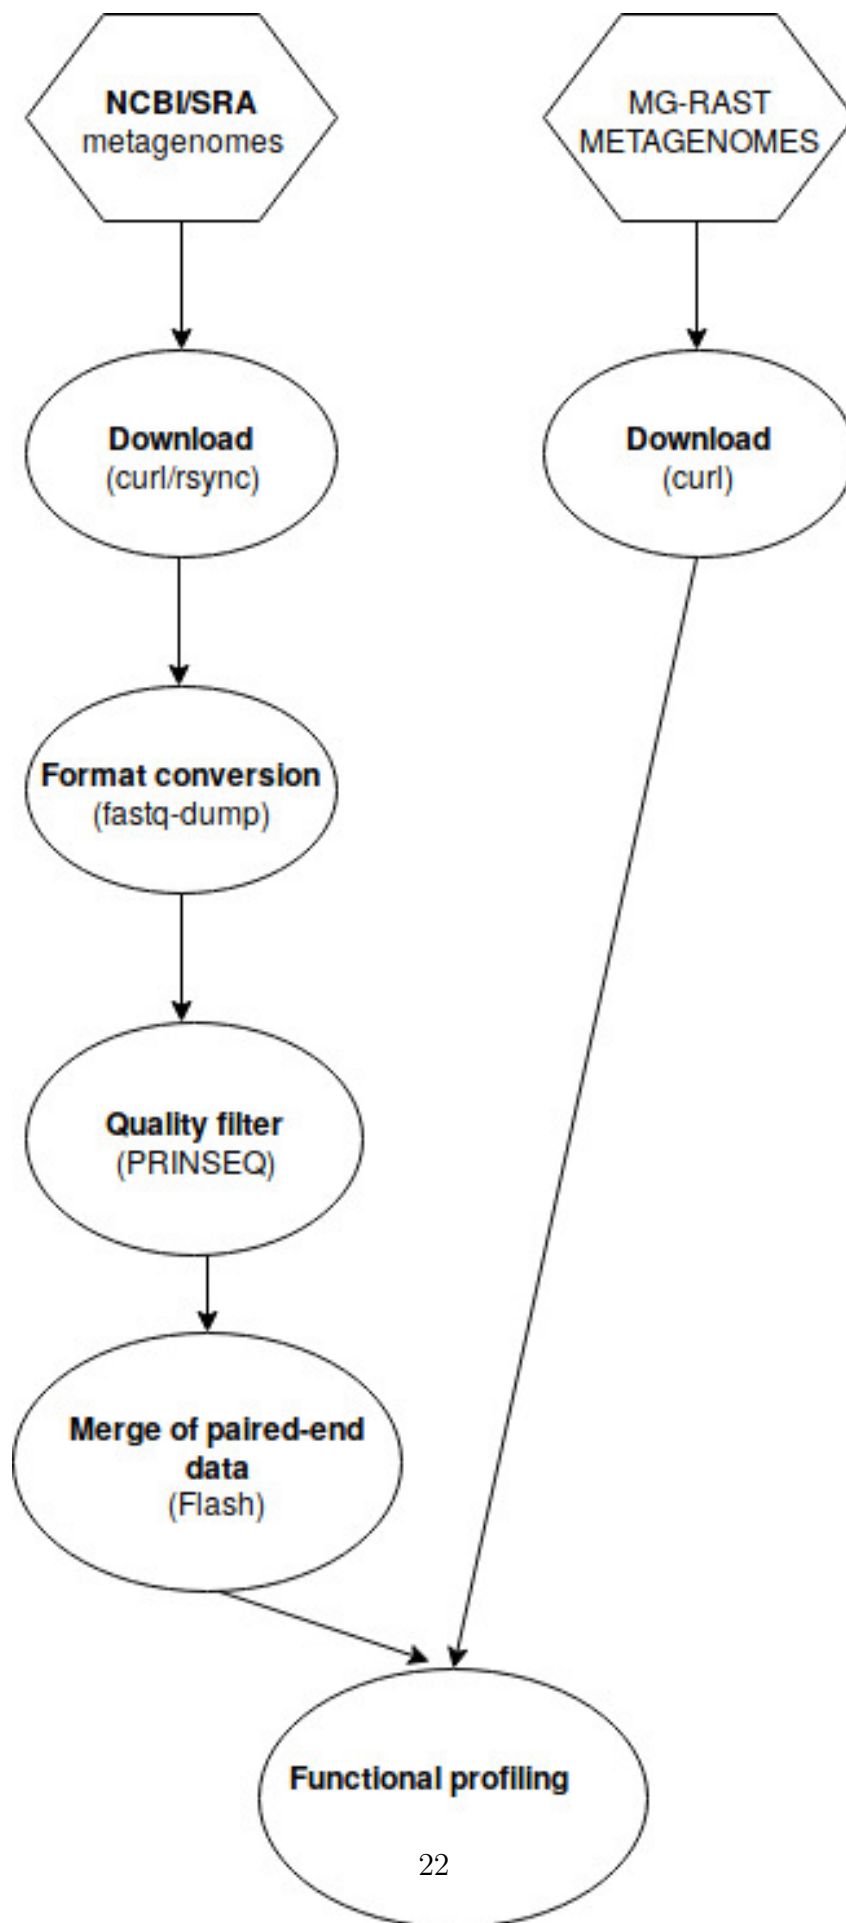 NCBI/SRA
metagenomes
MG-RAST
METAGENOMES
Download
(curl/rsync)
Download
(curl)
Format conversion
(fastq-dump)
Quality filter
(PRINSEQ)
Merge of paired-end
data
(Flash)
Functional profiling
22